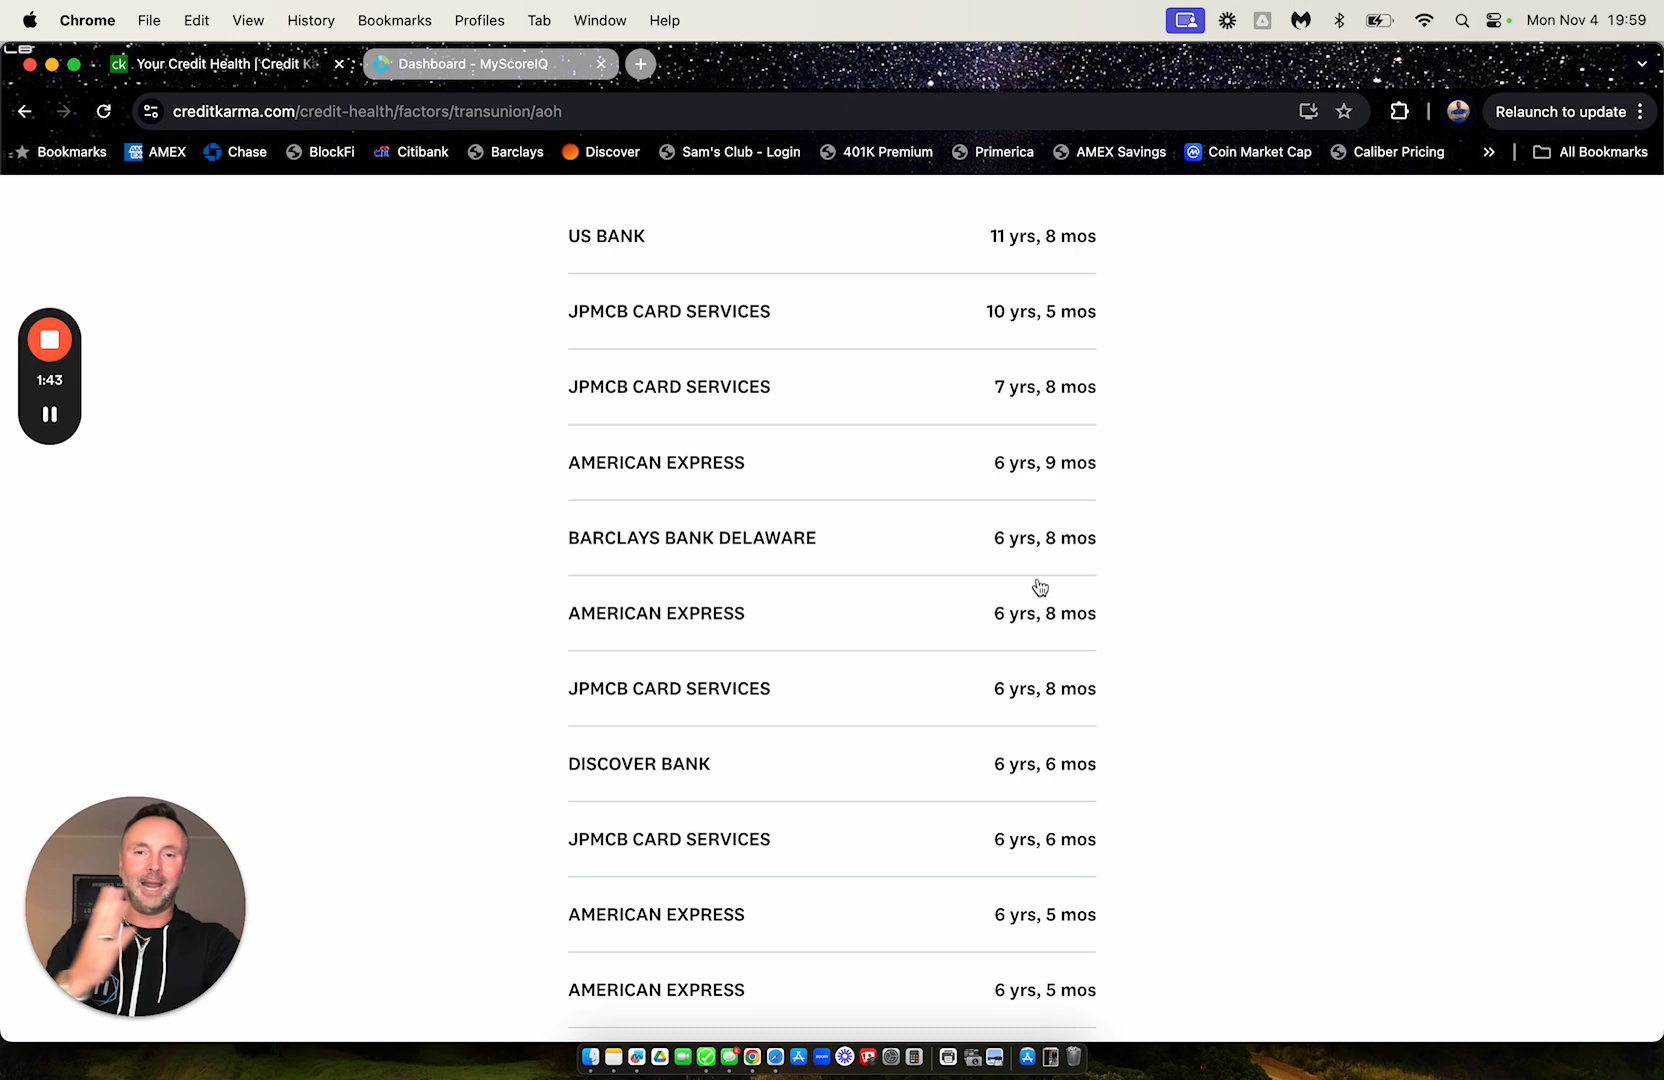 Chrome File Edit View History Bookmarks Profiles Tab Window Help Mon Nov 4 19:59
ck Your Credit Health | Credit Ka Dashboard - MyScoreIQ
creditkarma.com/credit-health/factors/transunion/aoh Relaunch to update
Bookmarks AMEX Chase BlockFi Citibank Barclays Discover Sam's Club - Login 401K Premium Primerica AMEX Savings Coin Market Cap Caliber Pricing » All Bookmarks
US BANK 11 yrs, 8 mos
JPMCB CARD SERVICES 10 yrs, 5 mos
JPMCB CARD SERVICES 7 yrs, 8 mos
1:43
AMERICAN EXPRESS 6 yrs, 9 mos
BARCLAYS BANK DELAWARE 6 yrs, 8 mos
AMERICAN EXPRESS 6 yrs, 8 mos
JPMCB CARD SERVICES 6 yrs, 8 mos
DISCOVER BANK 6 yrs, 6 mos
JPMCB CARD SERVICES 6 yrs, 6 mos
AMERICAN EXPRESS 6 yrs, 5 mos
AMERICAN EXPRESS 6 yrs, 5 mos